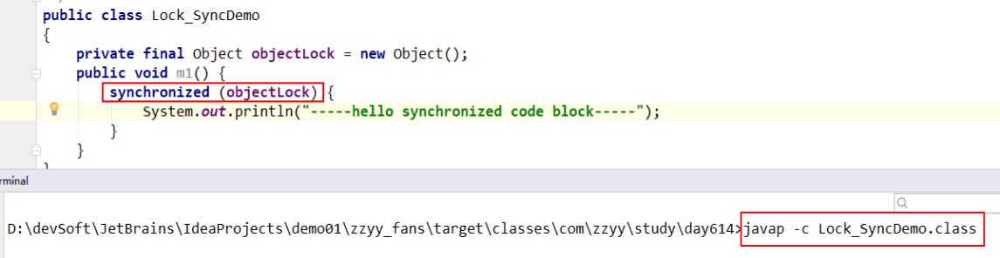 public class Lock_SyncDemo
{
private final Object objectLock = new Object();
public void m1() {
synchronized (objectLock) {
System.out.println("-----hello synchronized code block-----");
}
}
}
rminal
D:\devSoft\JetBrains\IdeaProjects\demo01\zzyy_fans\target\classes\com\zzyy\study\day614>javap -c Lock_SyncDemo.class